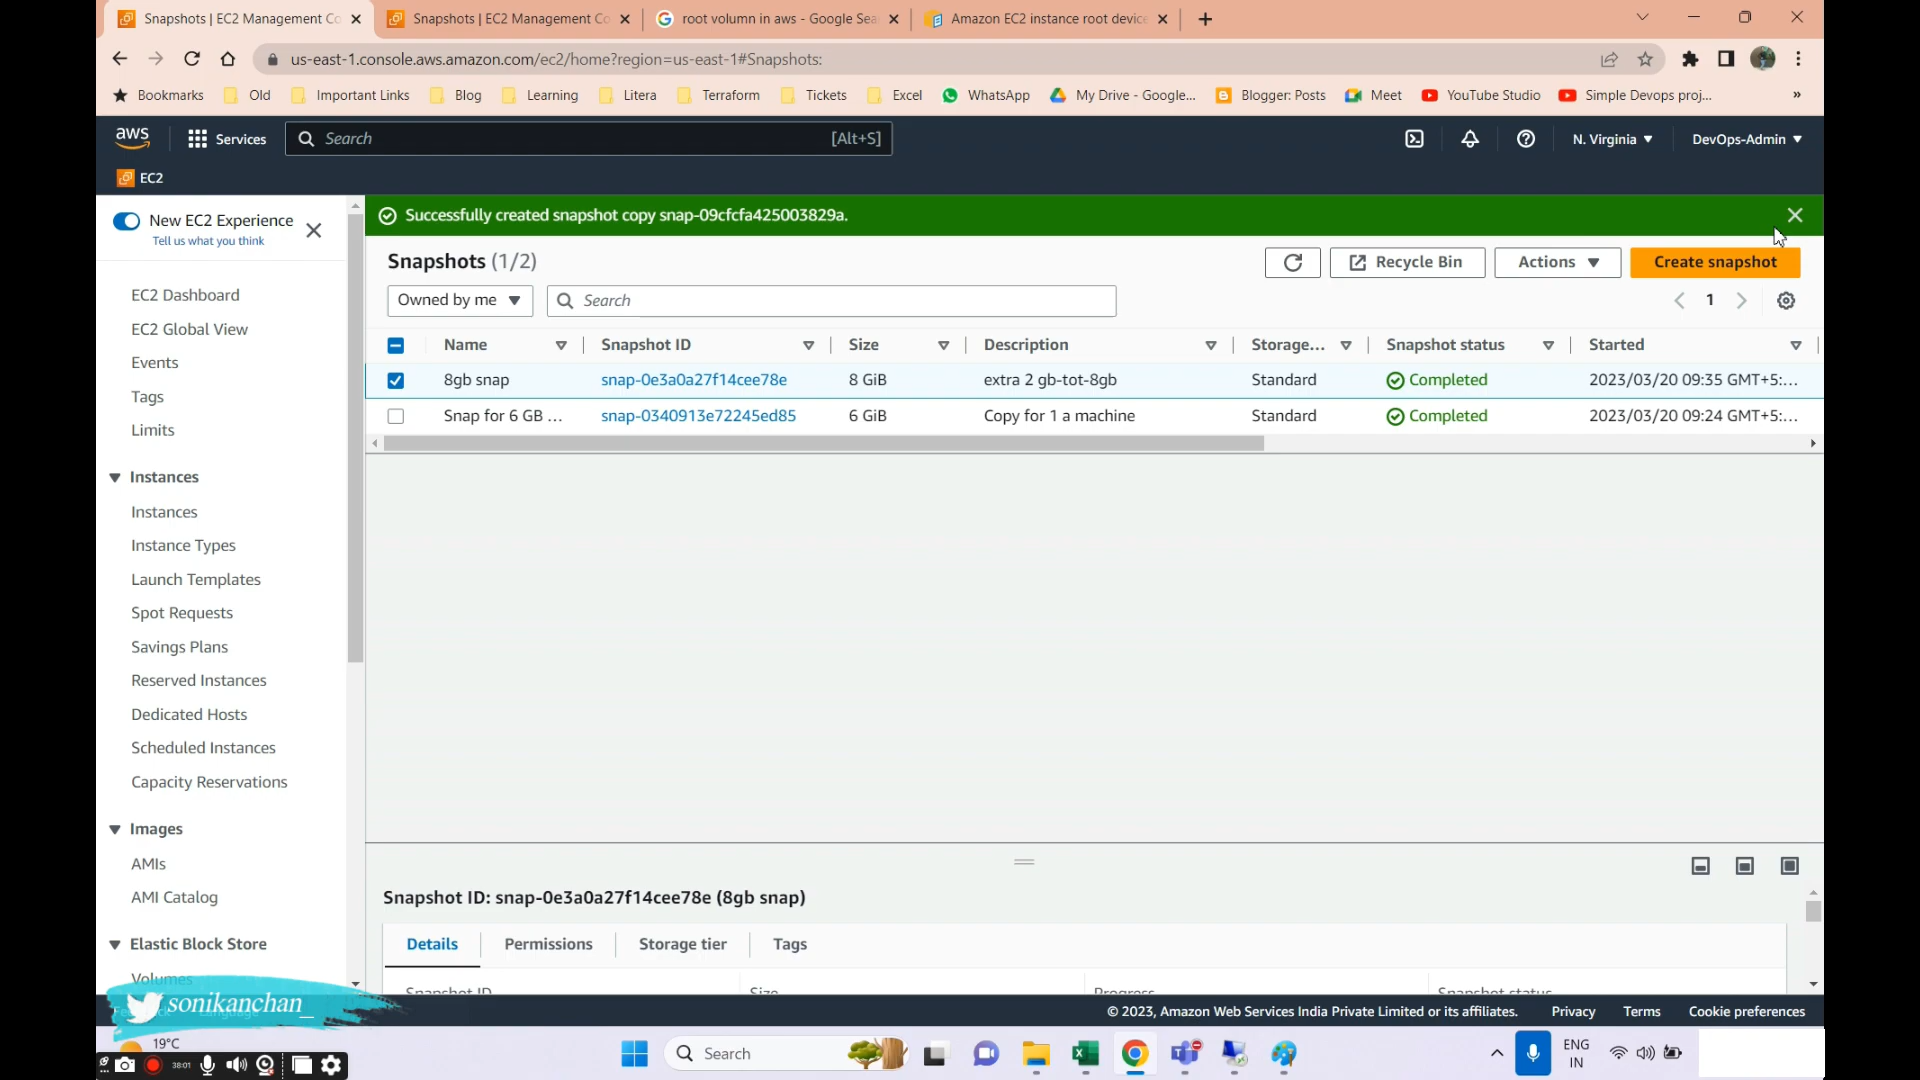 Snapshots | EC2 Management Co
Snapshots | EC2 Management Co
root volumn in aws - Google Sea
Amazon EC2 instance root device
us-east-1.console.aws.amazon.com/ec2/home?region=us-east-1#Snapshots:
Bookmarks
Old
Important Links
Blog
Learning
Litera
Terraform
Tickets
Excel
WhatsApp
My Drive - Google...
Blogger: Posts
Meet
YouTube Studio
Simple Devops proj...
»
aws
Services
Search
[Alt+S]
N. Virginia
DevOps-Admin
EC2
New EC2 Experience
Tell us what you think
EC2 Dashboard
EC2 Global View
Events
Tags
Limits
Instances
Instances
Instance Types
Launch Templates
Spot Requests
Savings Plans
Reserved Instances
Dedicated Hosts
Scheduled Instances
Capacity Reservations
Images
AMIs
AMI Catalog
Elastic Block Store
Volumes
Successfully created snapshot copy snap-09cfcfa425003829a.
Snapshots (1/2)
Recycle Bin
Actions
Create snapshot
Owned by me
Search
1
Name Snapshot ID Size Description Storage... Snapshot status Started
8gb snap snap-0e3a0a27f14cee78e 8 GiB extra 2 gb-tot-8gb Standard Completed 2023/03/20 09:35 GMT+5:...
Snap for 6 GB ... snap-0340913e72245ed85 6 GiB Copy for 1 a machine Standard Completed 2023/03/20 09:24 GMT+5:...
Snapshot ID: snap-0e3a0a27f14cee78e (8gb snap)
Details
Permissions
Storage tier
Tags
Snapshot ID Size Progress Snapshot status
sonikanchan_
© 2023, Amazon Web Services India Private Limited or its affiliates.
Privacy
Terms
Cookie preferences
19°C
38:01
Search
ENG
IN